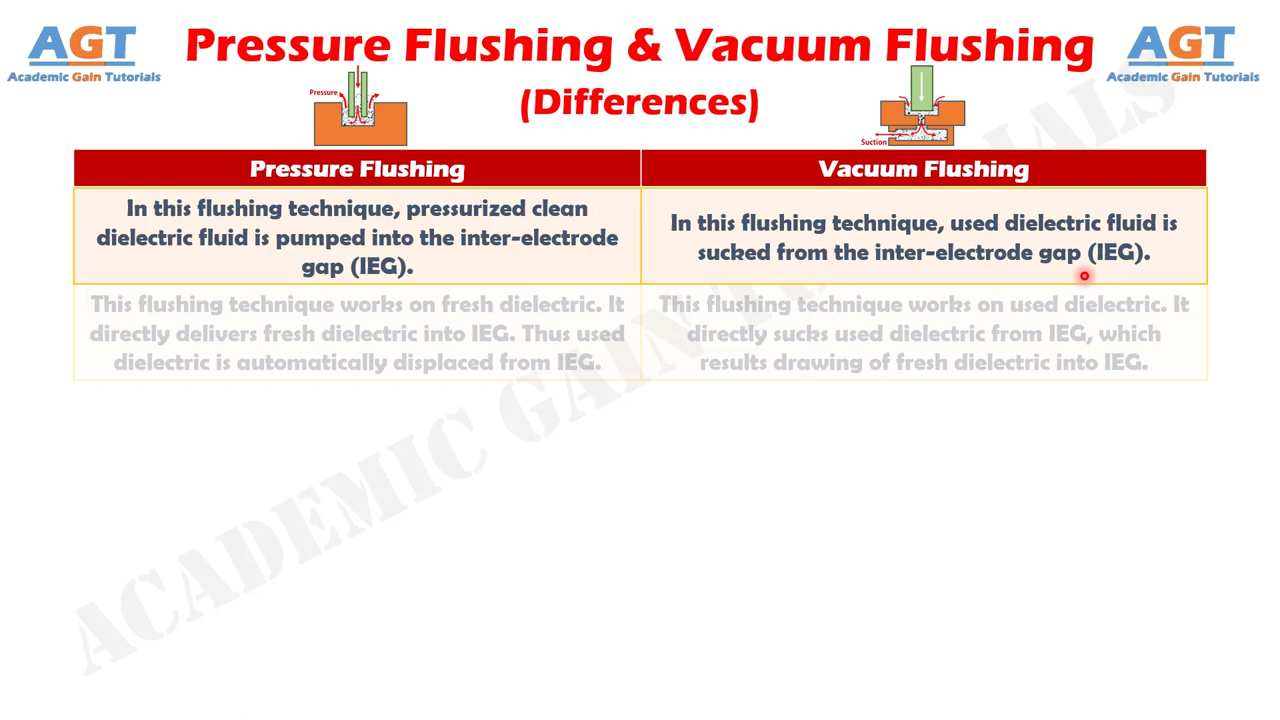 AGT
Academic Gain Tutorials
Pressure Flushing & Vacuum Flushing
(Differences)
AGT
Academic Gain Tutorials
Pressure
Suction
Pressure Flushing
Vacuum Flushing
In this flushing technique, pressurized clean
dielectric fluid is pumped into the inter-electrode
gap (IEG).
In this flushing technique, used dielectric fluid is
sucked from the inter-electrode gap (IEG).
This flushing technique works on fresh dielectric. It
directly delivers fresh dielectric into IEG. Thus used
dielectric is automatically displaced from IEG.
This flushing technique works on used dielectric. It
directly sucks used dielectric from IEG, which
results drawing of fresh dielectric into IEG.
ACADEMIC GAIN TUTORIALS